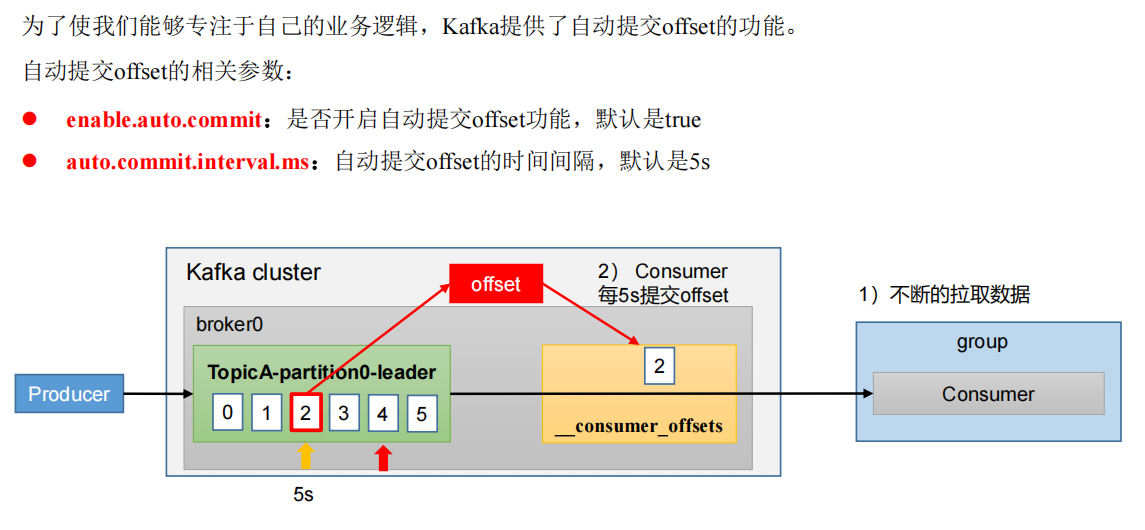 为了使我们能够专注于自己的业务逻辑，Kafka提供了自动提交offset的功能。
自动提交offset的相关参数：
● enable.auto.commit：是否开启自动提交offset功能，默认是true
● auto.commit.interval.ms：自动提交offset的时间间隔，默认是5s
Kafka cluster
offset
2） Consumer
每5s提交offset
1）不断的拉取数据
broker0
group
TopicA-partition0-leader
2
Producer
Consumer
0 1 2 3 4 5
__consumer_offsets
5s